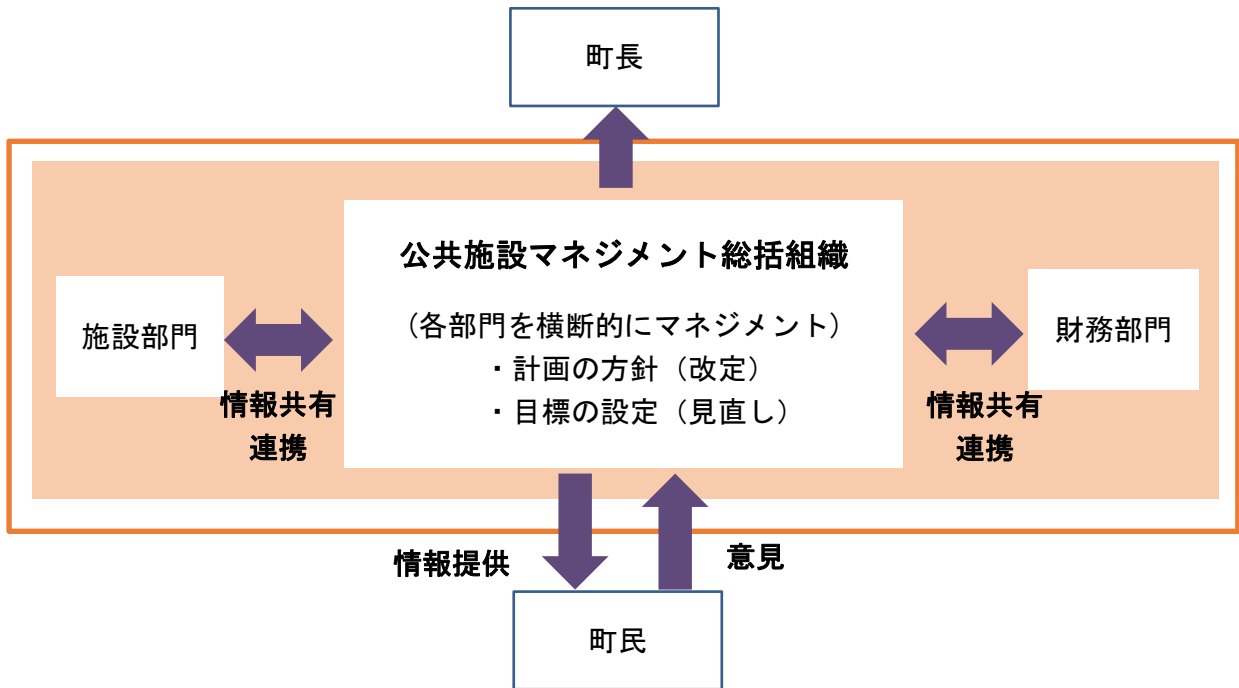 町長
公共施設マネジメント総括組織
（各部門を横断的にマネジメント）
・計画の方針（改定）
・目標の設定（見直し）
施設部門
情報共有
連携
財務部門
情報共有
連携
情報提供
意見
町民